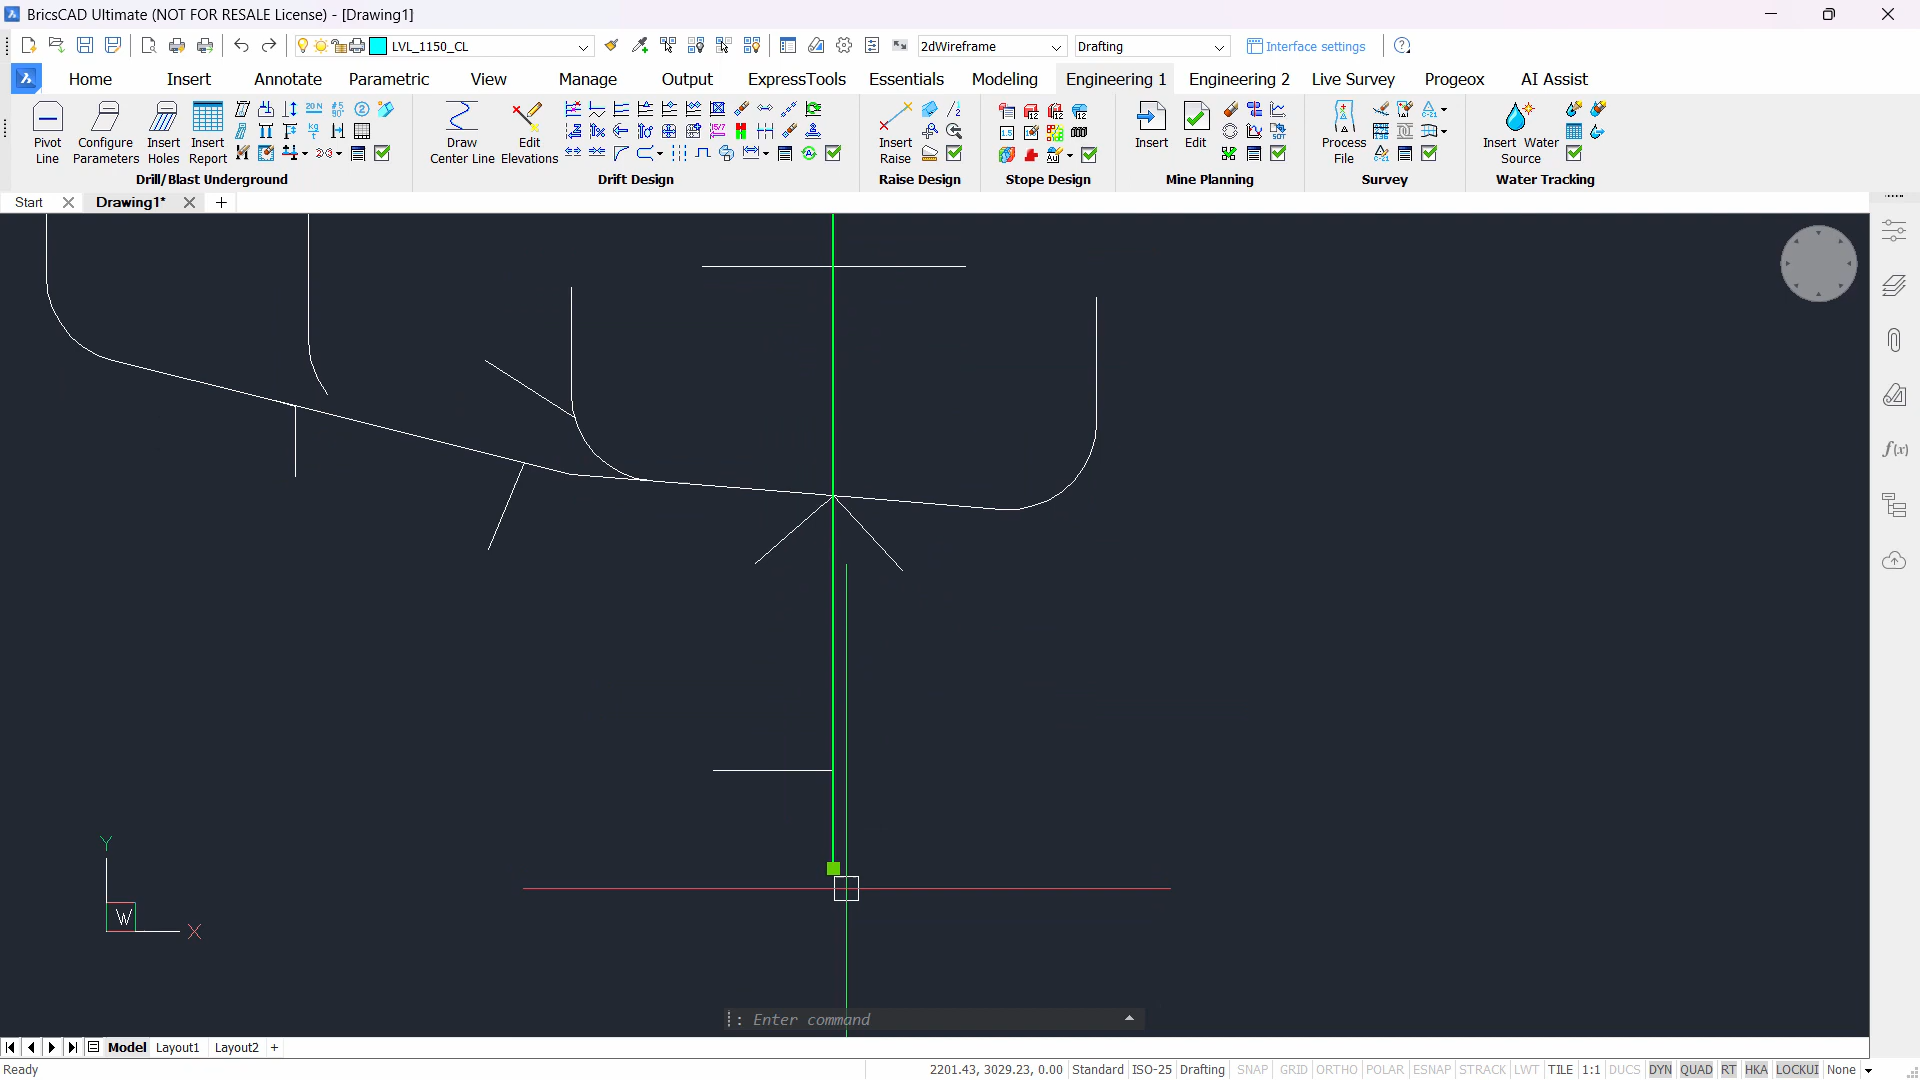 BricsCAD Ultimate (NOT FOR RESALE License) - [Drawing1]
LVL_1150_CL
2dWireframe
Drafting
Interface settings
Home
Insert
Annotate
Parametric
View
Manage
Output
ExpressTools
Essentials
Modeling
Engineering 1
Engineering 2
Live Survey
Progeox
AI Assist
Pivot
Line
Configure
Parameters
Insert
Holes
Insert
Report
Draw
Center Line
Edit
Elevations
Insert
Raise
Insert
Edit
Process
File
Insert Water
Source
Drill/Blast Underground
Drift Design
Raise Design
Stope Design
Mine Planning
Survey
Water Tracking
Start
Drawing1*
f(x)
Y
W
X
: Enter command
Model
Layout1
Layout2
Ready
2201.43, 3029.23, 0.00
Standard
ISO-25
Drafting
SNAP
GRID
ORTHO
POLAR
ESNAP
STRACK
LWT
TILE
1:1
DUCS
DYN
QUAD
RT
HKA
LOCKUI
None